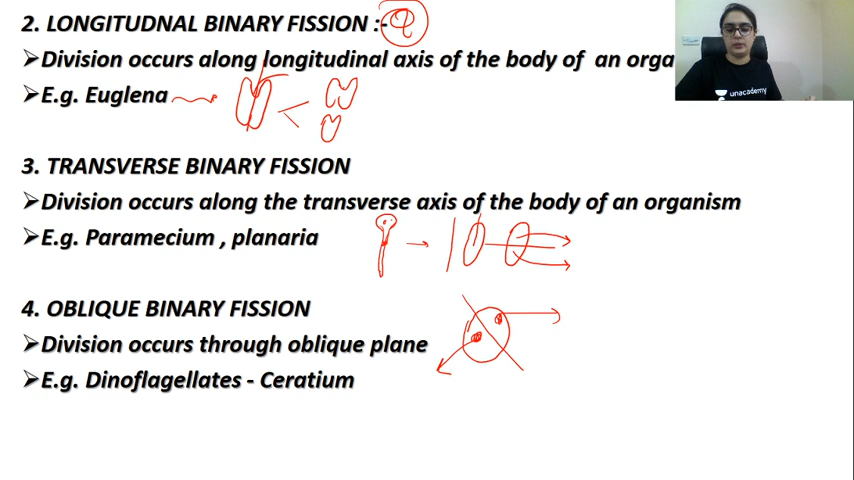 2. LONGITUDNAL BINARY FISSION :-
➢Division occurs along longitudinal axis of the body of an orga
➢E.g. Euglena
unacademy
3. TRANSVERSE BINARY FISSION
➢Division occurs along the transverse axis of the body of an organism
➢E.g. Paramecium , planaria
4. OBLIQUE BINARY FISSION
➢Division occurs through oblique plane
➢E.g. Dinoflagellates - Ceratium